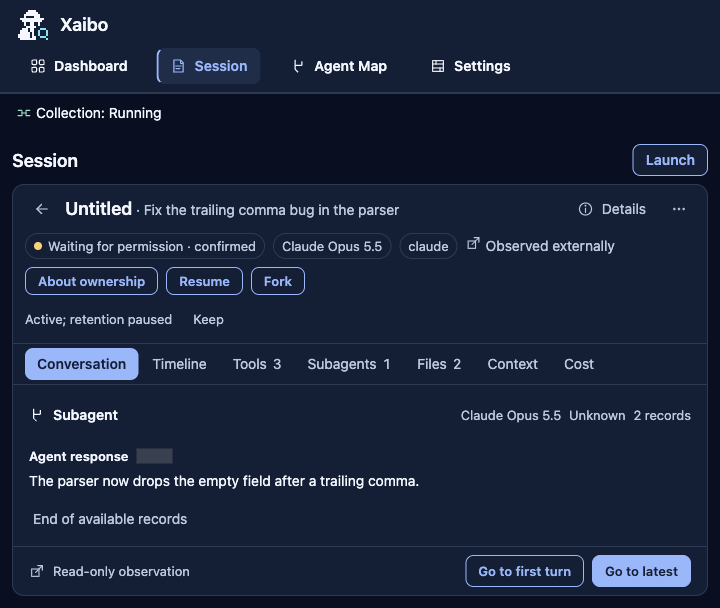 Xaibo
Dashboard Session Agent Map Settings
Collection: Running
Session Launch
Untitled · Fix the trailing comma bug in the parser Details ···
Waiting for permission · confirmed Claude Opus 5.5 claude Observed externally
About ownership Resume Fork
Active; retention paused Keep
Conversation Timeline Tools 3 Subagents 1 Files 2 Context Cost
Subagent Claude Opus 5.5 Unknown 2 records
Agent response
The parser now drops the empty field after a trailing comma.
End of available records
Read-only observation Go to first turn Go to latest